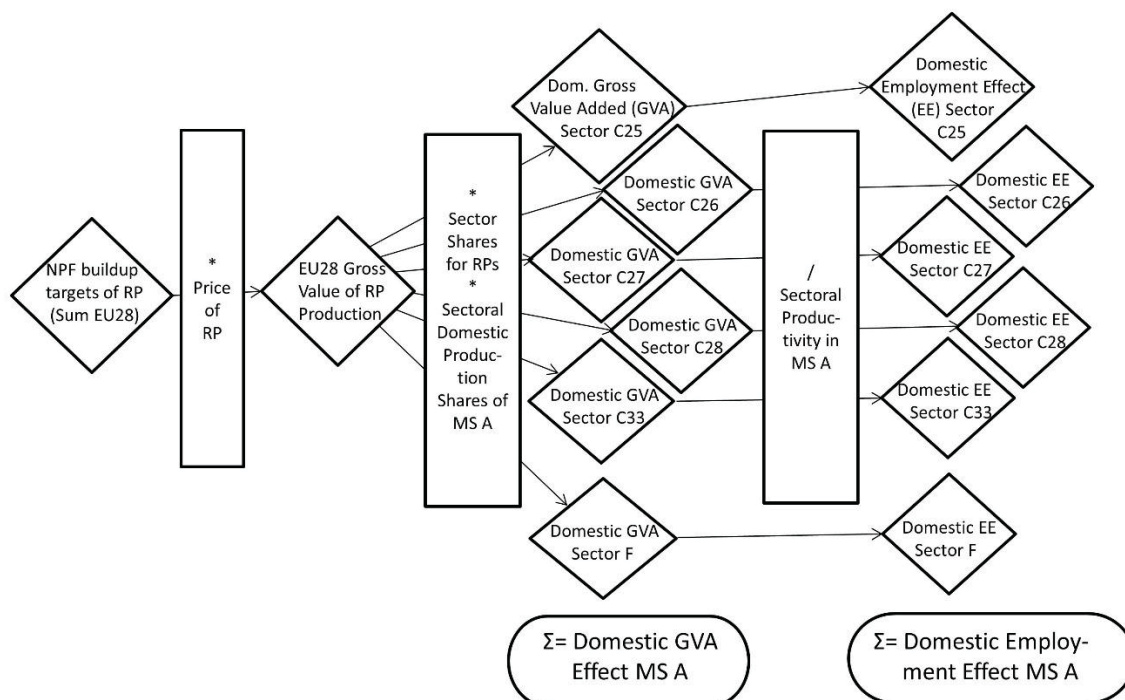 NPF buildup
targets of RP
(Sum EU28)
*
Price
of
RP
EU28 Gross
Value of RP
Production
*
Sector
Shares
for RPs
*
Sectoral
Domestic
Produc-
tion
Shares of
MS A
Dom. Gross
Value Added (GVA)
Sector C25
Domestic GVA
Sector C26
Domestic GVA
Sector C27
Domestic GVA
Sector C28
Domestic GVA
Sector C33
Domestic GVA
Sector F
/
Sectoral
Produc-
tivity in
MS A
Domestic
Employment Effect
(EE) Sector
C25
Domestic EE
Sector C26
Domestic EE
Sector C27
Domestic EE
Sector C28
Domestic EE
Sector C33
Domestic EE
Sector F
Σ= Domestic GVA
Effect MS A
Σ= Domestic Employ-
ment Effect MS A